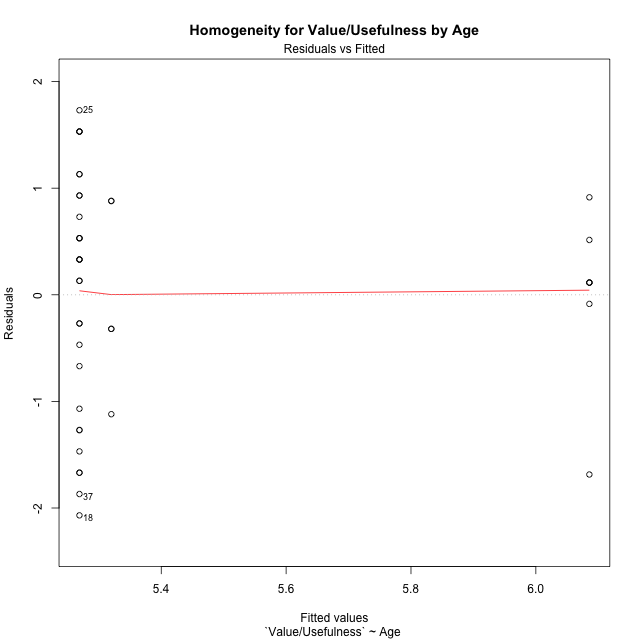 Homogeneity for Value/Usefulness by Age
Residuals vs Fitted
2
25
1
0
-1
37
-2
18
Residuals
5.4
5.6
5.8
6.0
Fitted values
`Value/Usefulness` ~ Age